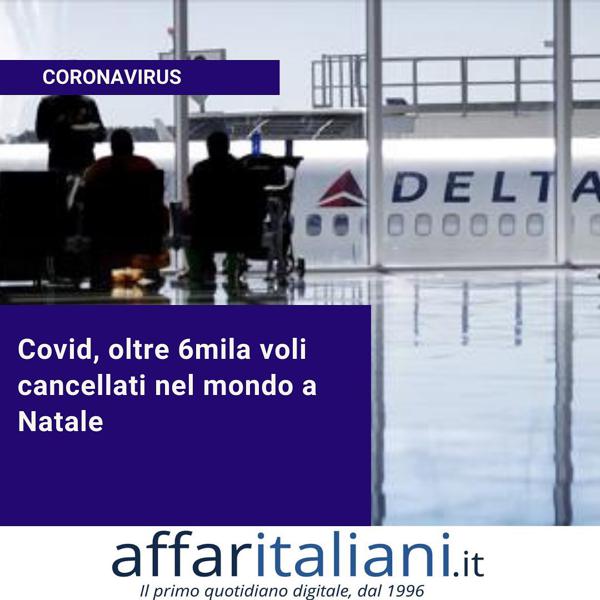 CORONAVIRUS
DELTA
Covid, oltre 6mila voli
cancellati nel mondo a
Natale
affaritaliani.it
Il primo quotidiano digitale, dal 1996